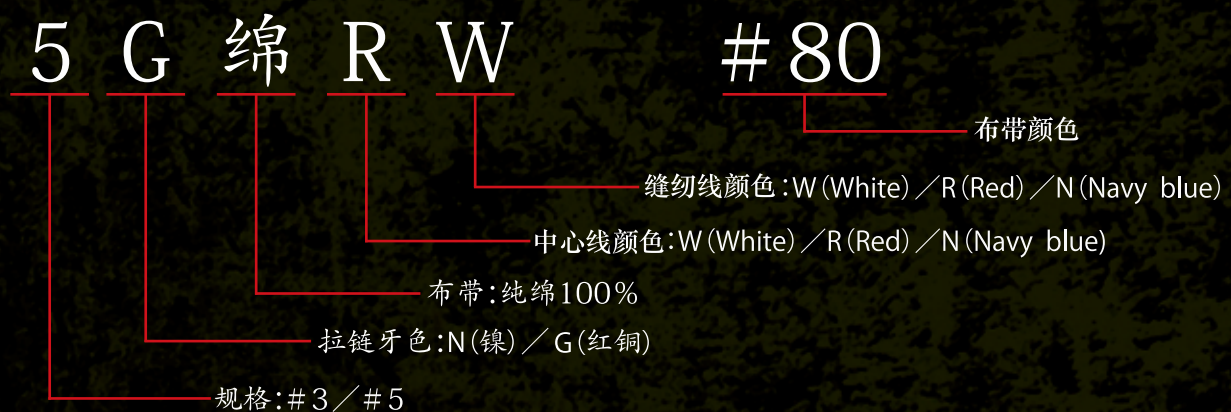 5 G 绵 R W #80
布带颜色
缝纫线颜色:W(White)／R(Red)／N(Navy blue)
中心线颜色:W(White)／R(Red)／N(Navy blue)
布带:纯绵100%
拉链牙色:N(镍)／G(红铜)
规格:#3／#5